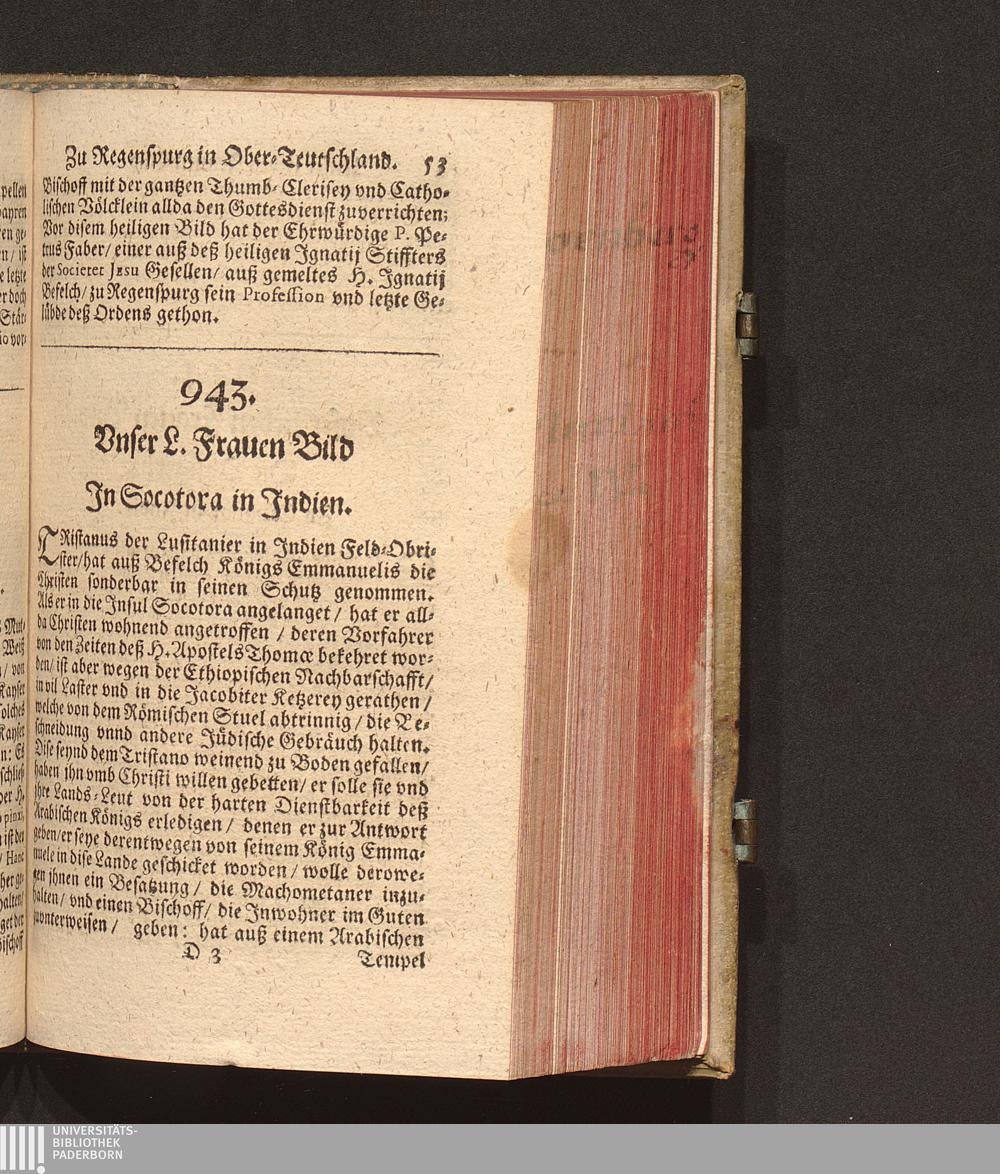 Zu Regenspurg in Ober-Teutschland. 53
Bischoff mit der gantzen Thumb-Clerisey vnd Catho-
lischen Völcklein allda den Gottesdienst zuverrichten;
Vor disem heiligen Bild hat der Ehrwürdige P. Pe-
trus Faber/ einer auß deß heiligen Ignatij Stiffters
der Societet Jesu Gesellen/ auß gemeltes H. Ignatij
Befelch/ zu Regenspurg sein Profession vnd letzte Ge-
lübde deß Ordens gethon.
943.
Vnser L. Frauen Bild
In Socotora in Indien.
TRistanus der Lusitanier in Indien Feld-Obri-
ster/hat auß Befelch Königs Emmanuelis die
Christen sonderbar in seinen Schutz genommen.
Als er in die Insul Socotora angelanget / hat er all-
da Christen wohnend angetroffen / deren Vorfahrer
von den Zeiten deß H. Apostels Thomæ bekehret wor-
den/ ist aber wegen der Ethiopischen Nachbarschafft/
in vil Laster vnd in die Jacobiter Ketzerey gerathen /
welche von dem Römischen Stuel abtrinnig / die Be-
schneidung vnnd andere Jüdische Gebräuch halten.
Dise seynd dem Tristano weinend zu Boden gefallen/
haben jhn vmb Christi willen gebetten/ er solle sie vnd
jhre Lands-Leut von der harten Dienstbarkeit deß
Arabischen Königs erledigen / denen er zur Antwort
geben/er seye derentwegen von seinem König Emma-
nuele in dise Lande geschicket worden/ wolle derowe-
gen jhnen ein Besatzung / die Machometaner inzu-
halten/ vnd einen Bischoff/ die Inwohner im Guten
zuvnterweisen / geben: hat auß einem Arabischen
D 3 Tempel
UNIVERSITÄTS-
BIBLIOTHEK
PADERBORN